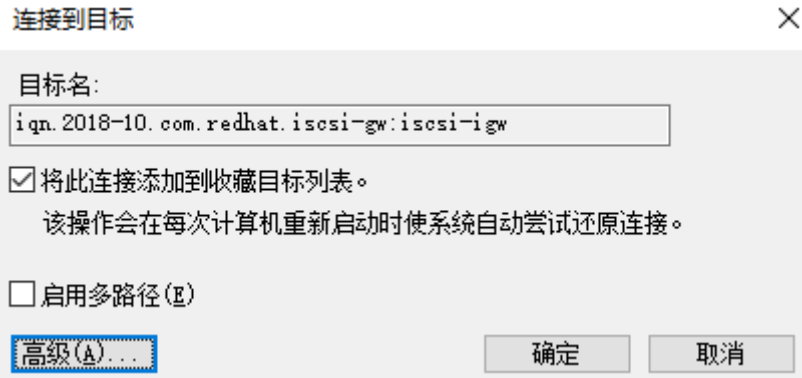 连接到目标
目标名:
iqn.2018-10.com.redhat.iscsi-gw:iscsi-igw
将此连接添加到收藏目标列表。
该操作会在每次计算机重新启动时使系统自动尝试还原连接。
启用多路径(E)
高级(A)... 确定 取消